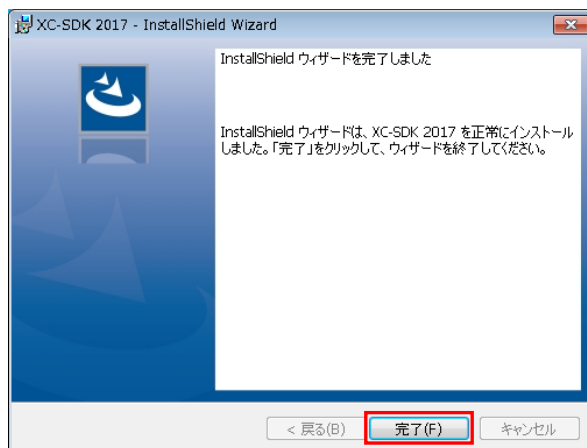 XC-SDK 2017 - InstallShield Wizard
InstallShield ウィザードを完了しました
InstallShield ウィザードは、XC-SDK 2017 を正常にインストール
しました。「完了」をクリックして、ウィザードを終了してください。
< 戻る(B)
完了(F)
キャンセル